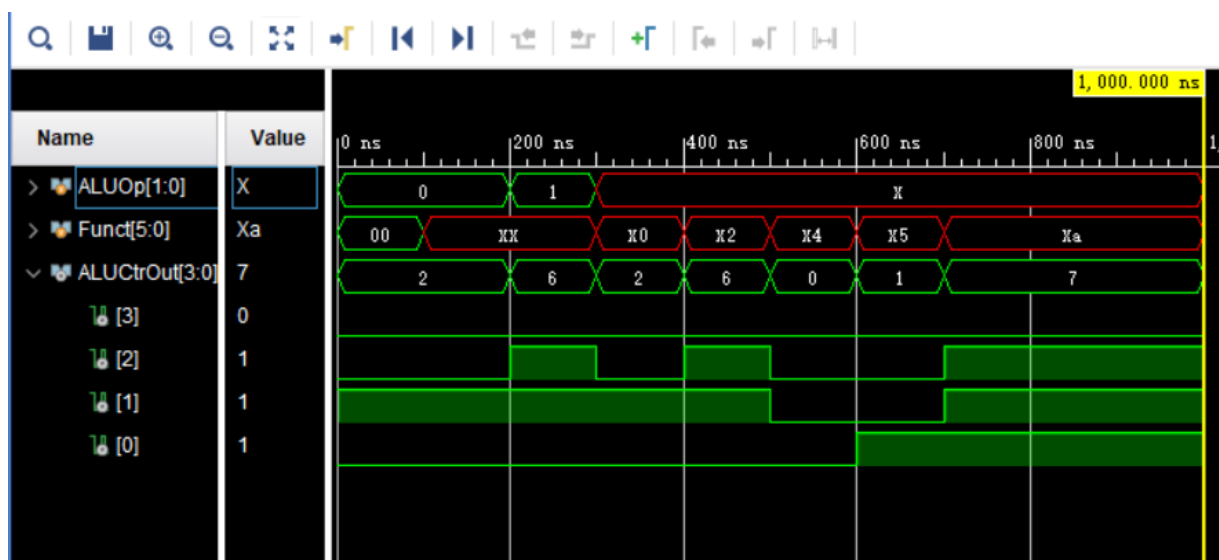 1,000.000 ns
Name Value 0 ns 200 ns 400 ns 600 ns 800 ns 1,
ALUOp[1:0] X 0 1 X
Funct[5:0] Xa 00 XX X0 X2 X4 X5 Xa
ALUCtrOut[3:0] 7 2 6 2 6 0 1 7
[3] 0
[2] 1
[1] 1
[0] 1